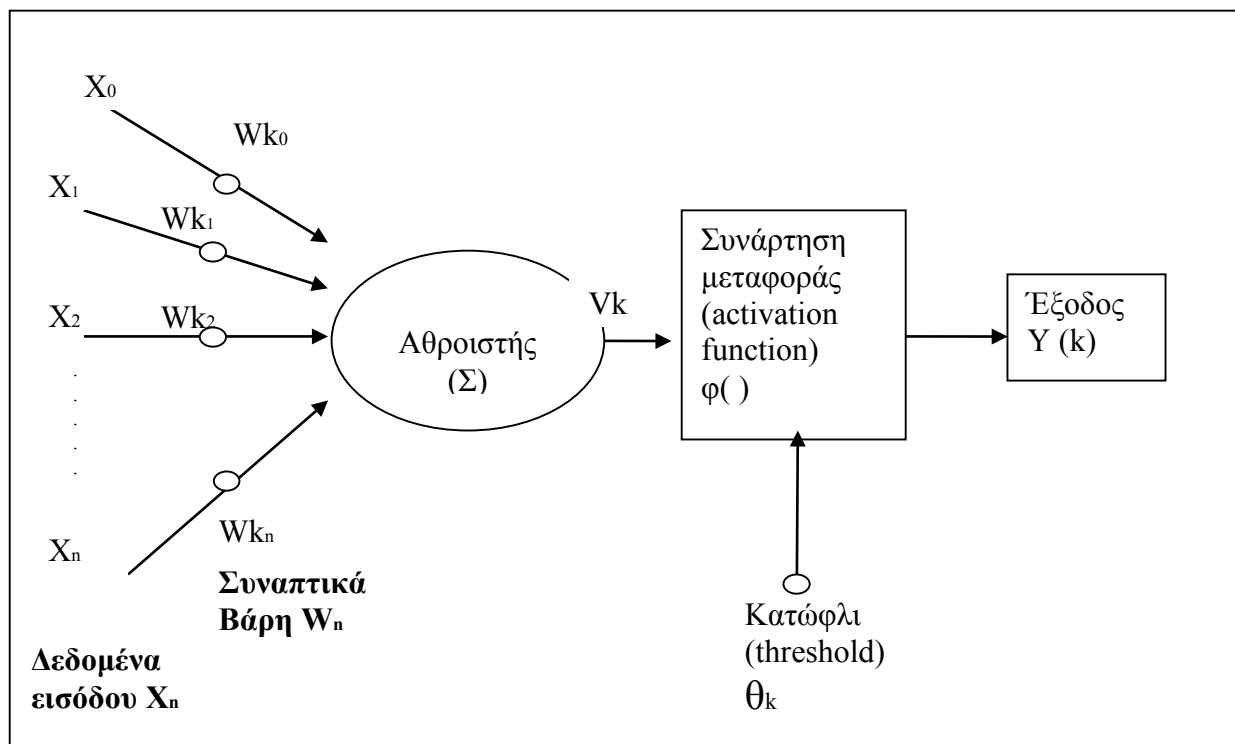 X0
Wk0
X1
Wk1
X2
Wk2
Xn
Wkn
Συναπτικά
Βάρη Wn
Δεδομένα
εισόδου Xn
Αθροιστής
(Σ)
Vk
Συνάρτηση
μεταφοράς
(activation
function)
φ( )
Έξοδος
Υ (k)
Κατώφλι
(threshold)
θk